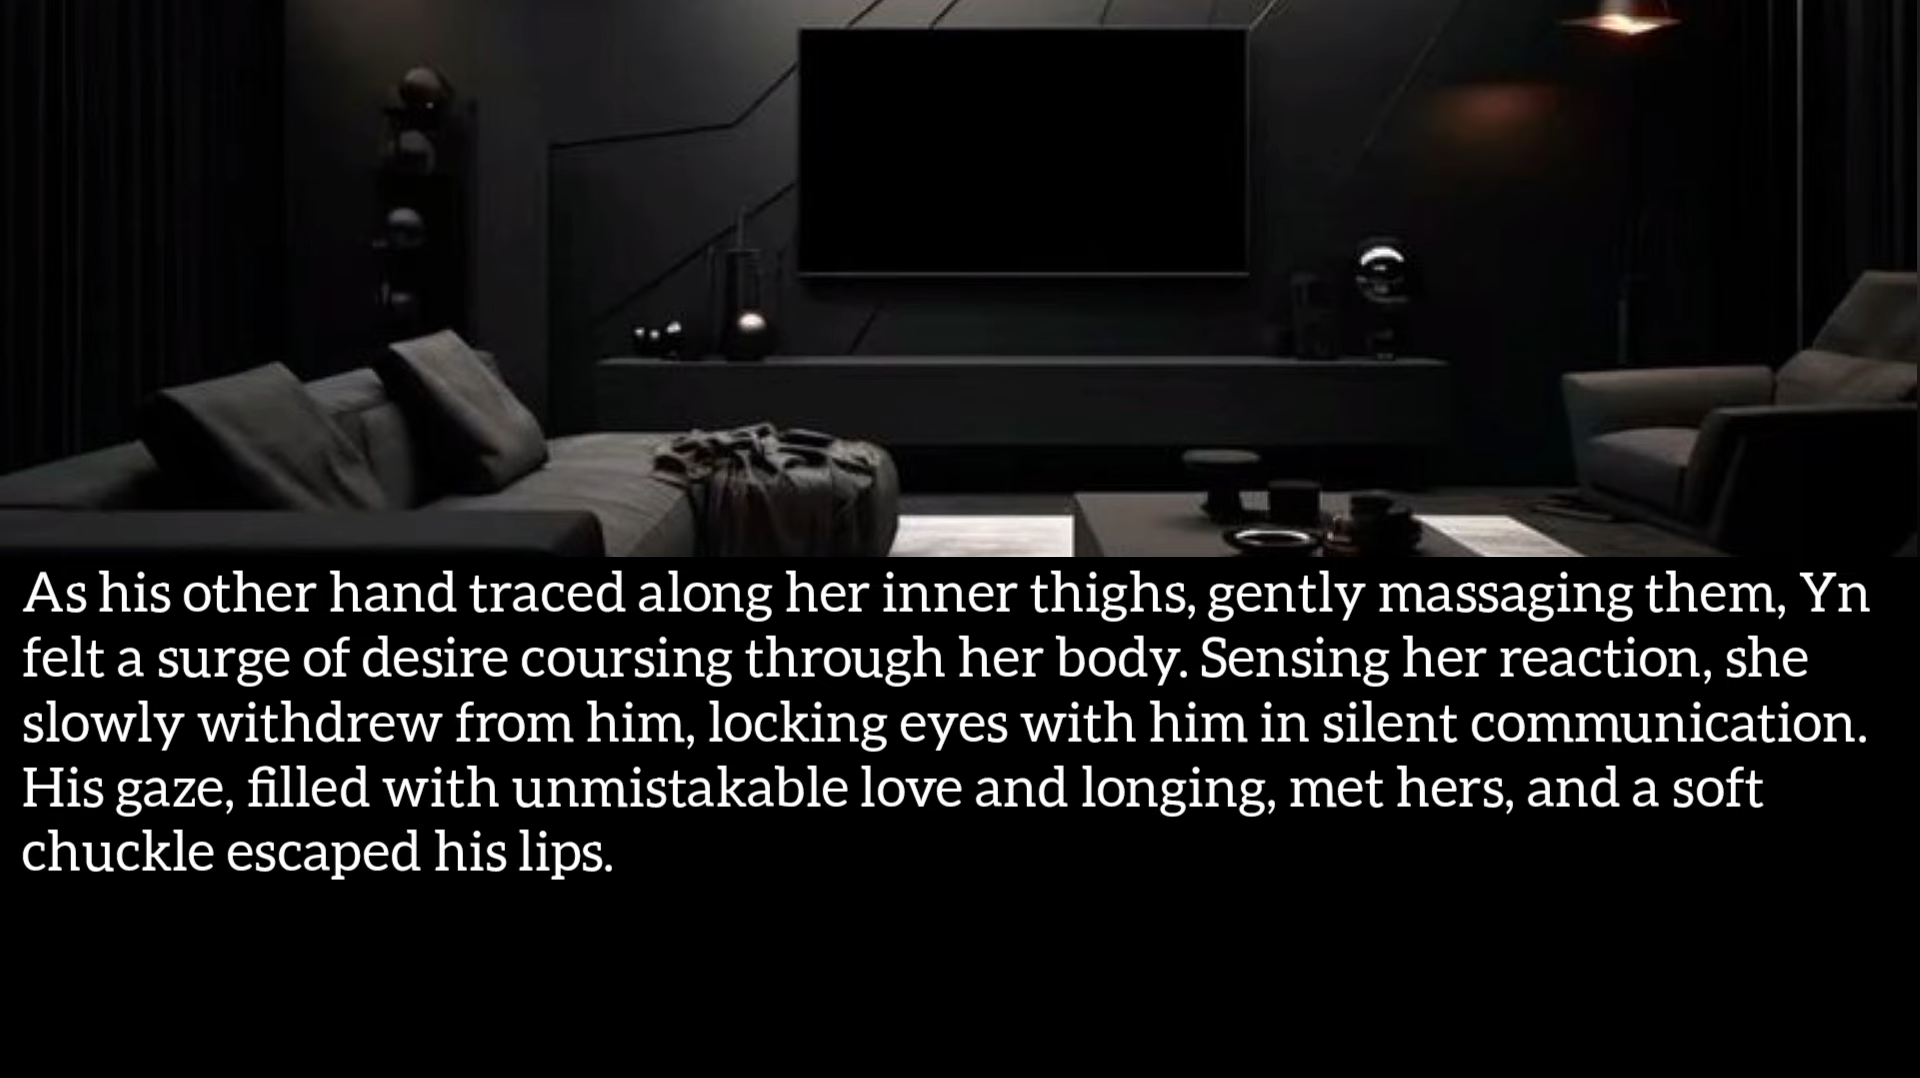 As his other hand traced along her inner thighs, gently massaging them, Yn
felt a surge of desire coursing through her body. Sensing her reaction, she
slowly withdrew from him, locking eyes with him in silent communication.
His gaze, filled with unmistakable love and longing, met hers, and a soft
chuckle escaped his lips.